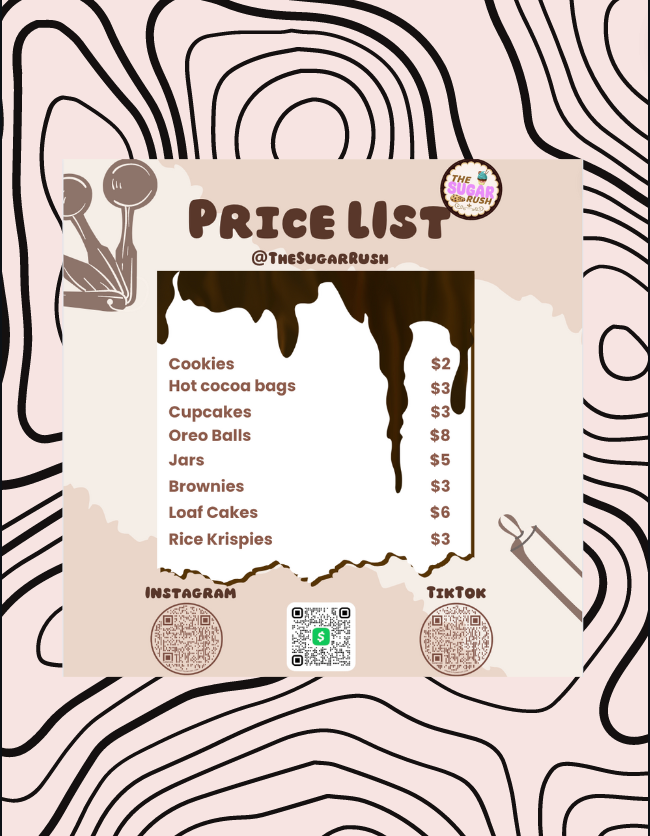 PRICE LIST
THE
SUGAR
RUSH
@THESUGARRUSH
Cookies $2
Hot cocoa bags $3
Cupcakes $3
Oreo Balls $8
Jars $5
Brownies $3
Loaf Cakes $6
Rice Krispies $3
INSTAGRAM TIKTOK
$